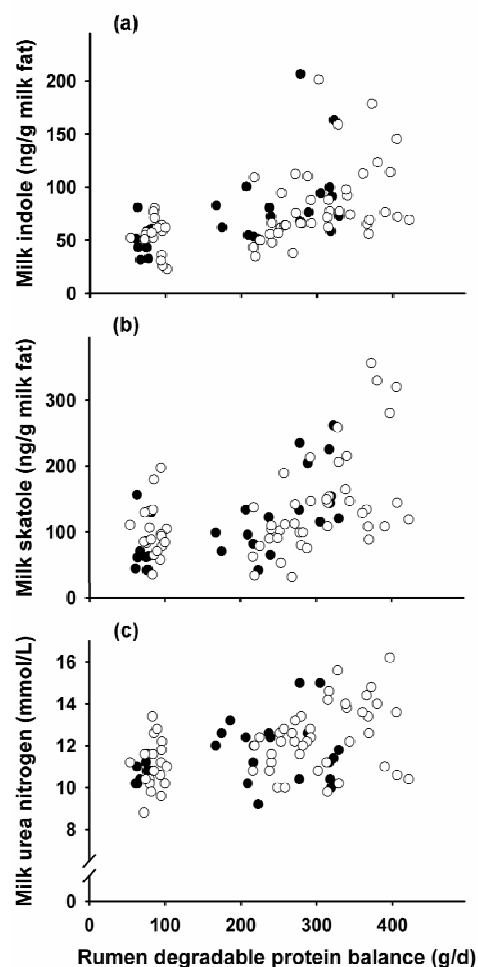 (a)
Milk indole (ng/g milk fat)
200
150
100
50
0
(b)
Milk skatole (ng/g milk fat)
300
200
100
0
(c)
Milk urea nitrogen (mmol/L)
16
14
12
10
8
0
0 100 200 300 400
Rumen degradable protein balance (g/d)